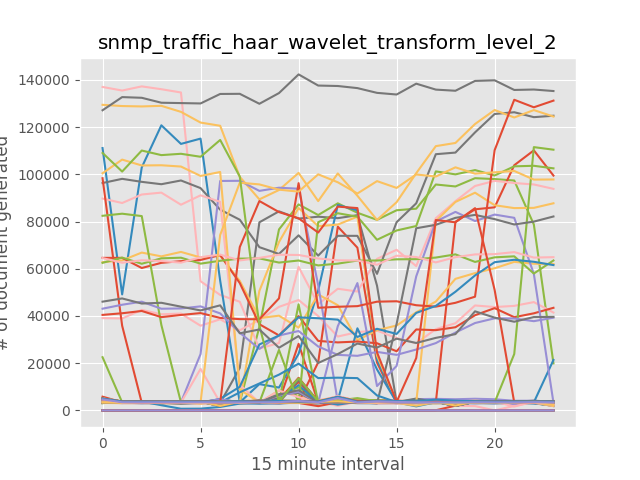 snmp_traffic_haar_wavelet_transform_level_2
# of document generated
140000
120000
100000
80000
60000
40000
20000
0
0 5 10 15 20
15 minute interval